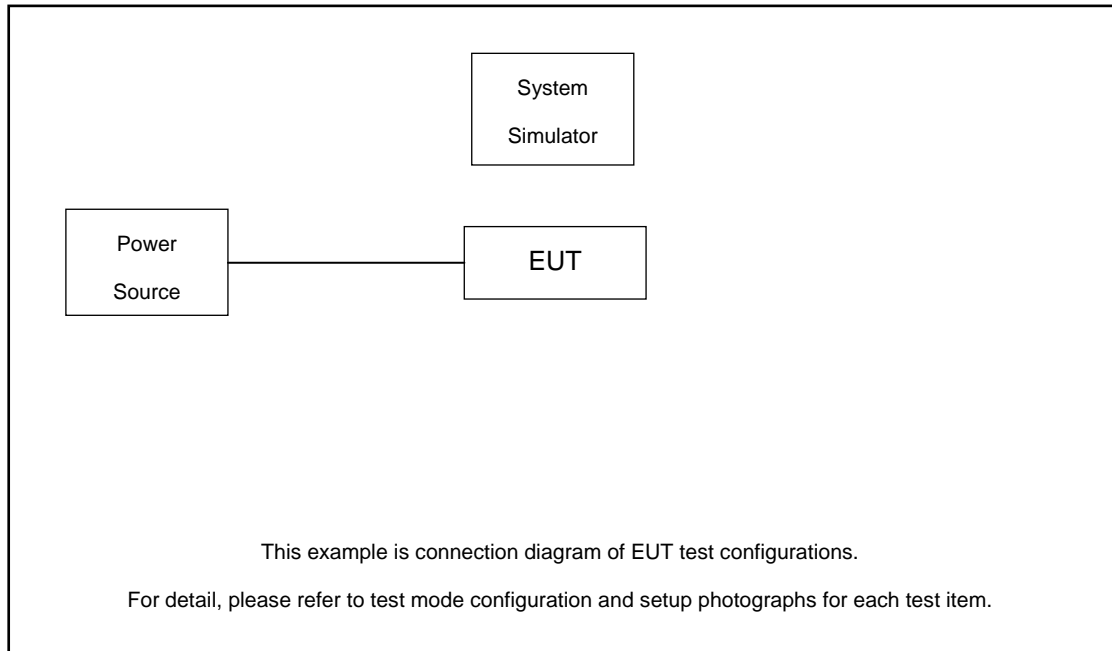 System
Simulator
Power
Source
EUT
This example is connection diagram of EUT test configurations.
For detail, please refer to test mode configuration and setup photographs for each test item.